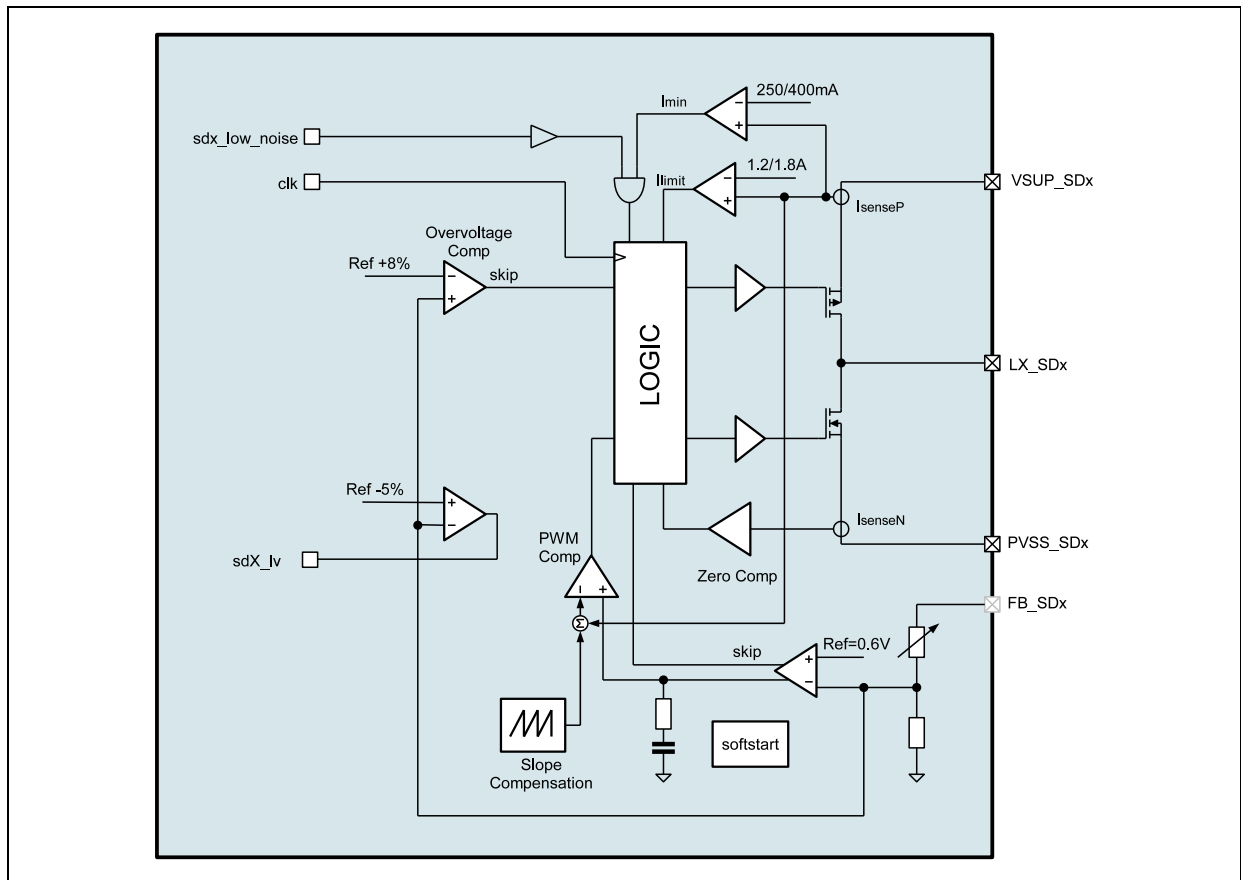 250/400mA
Imin
sdx_low_noise
1.2/1.8A
clk
Ilimit
VSUP_SDx
IsenseP
Overvoltage
Comp
Ref +8%
skip
LOGIC
LX_SDx
Ref -5%
IsenseN
PWM
Comp
PVSS_SDx
sdX_lv
Zero Comp
FB_SDx
Σ
Ref=0.6V
skip
softstart
Slope
Compensation